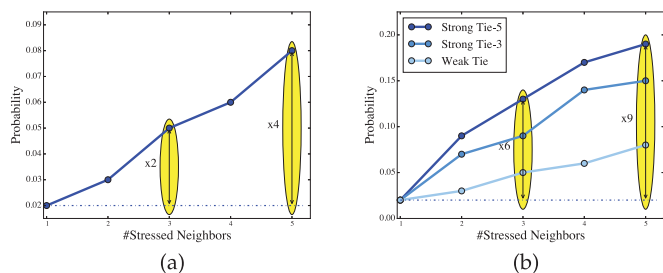 0.09
0.08
0.07
0.06
0.05
0.04
0.03
0.02
0.01
Probability
x2
x4
1 2 3 4 5
#Stressed Neighbors
(a)
Strong Tie-5
Strong Tie-3
Weak Tie
0.20
0.15
0.10
0.05
0.00
Probability
x6
x9
1 2 3 4 5
#Stressed Neighbors
(b)